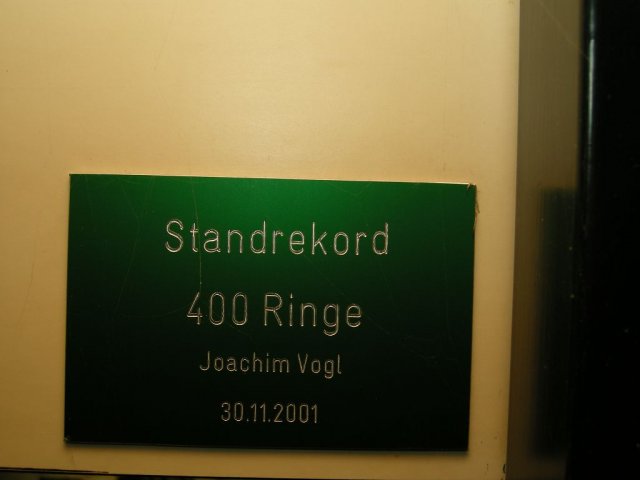 Standrekord
400 Ringe
Joachim Vogl
30.11.2001